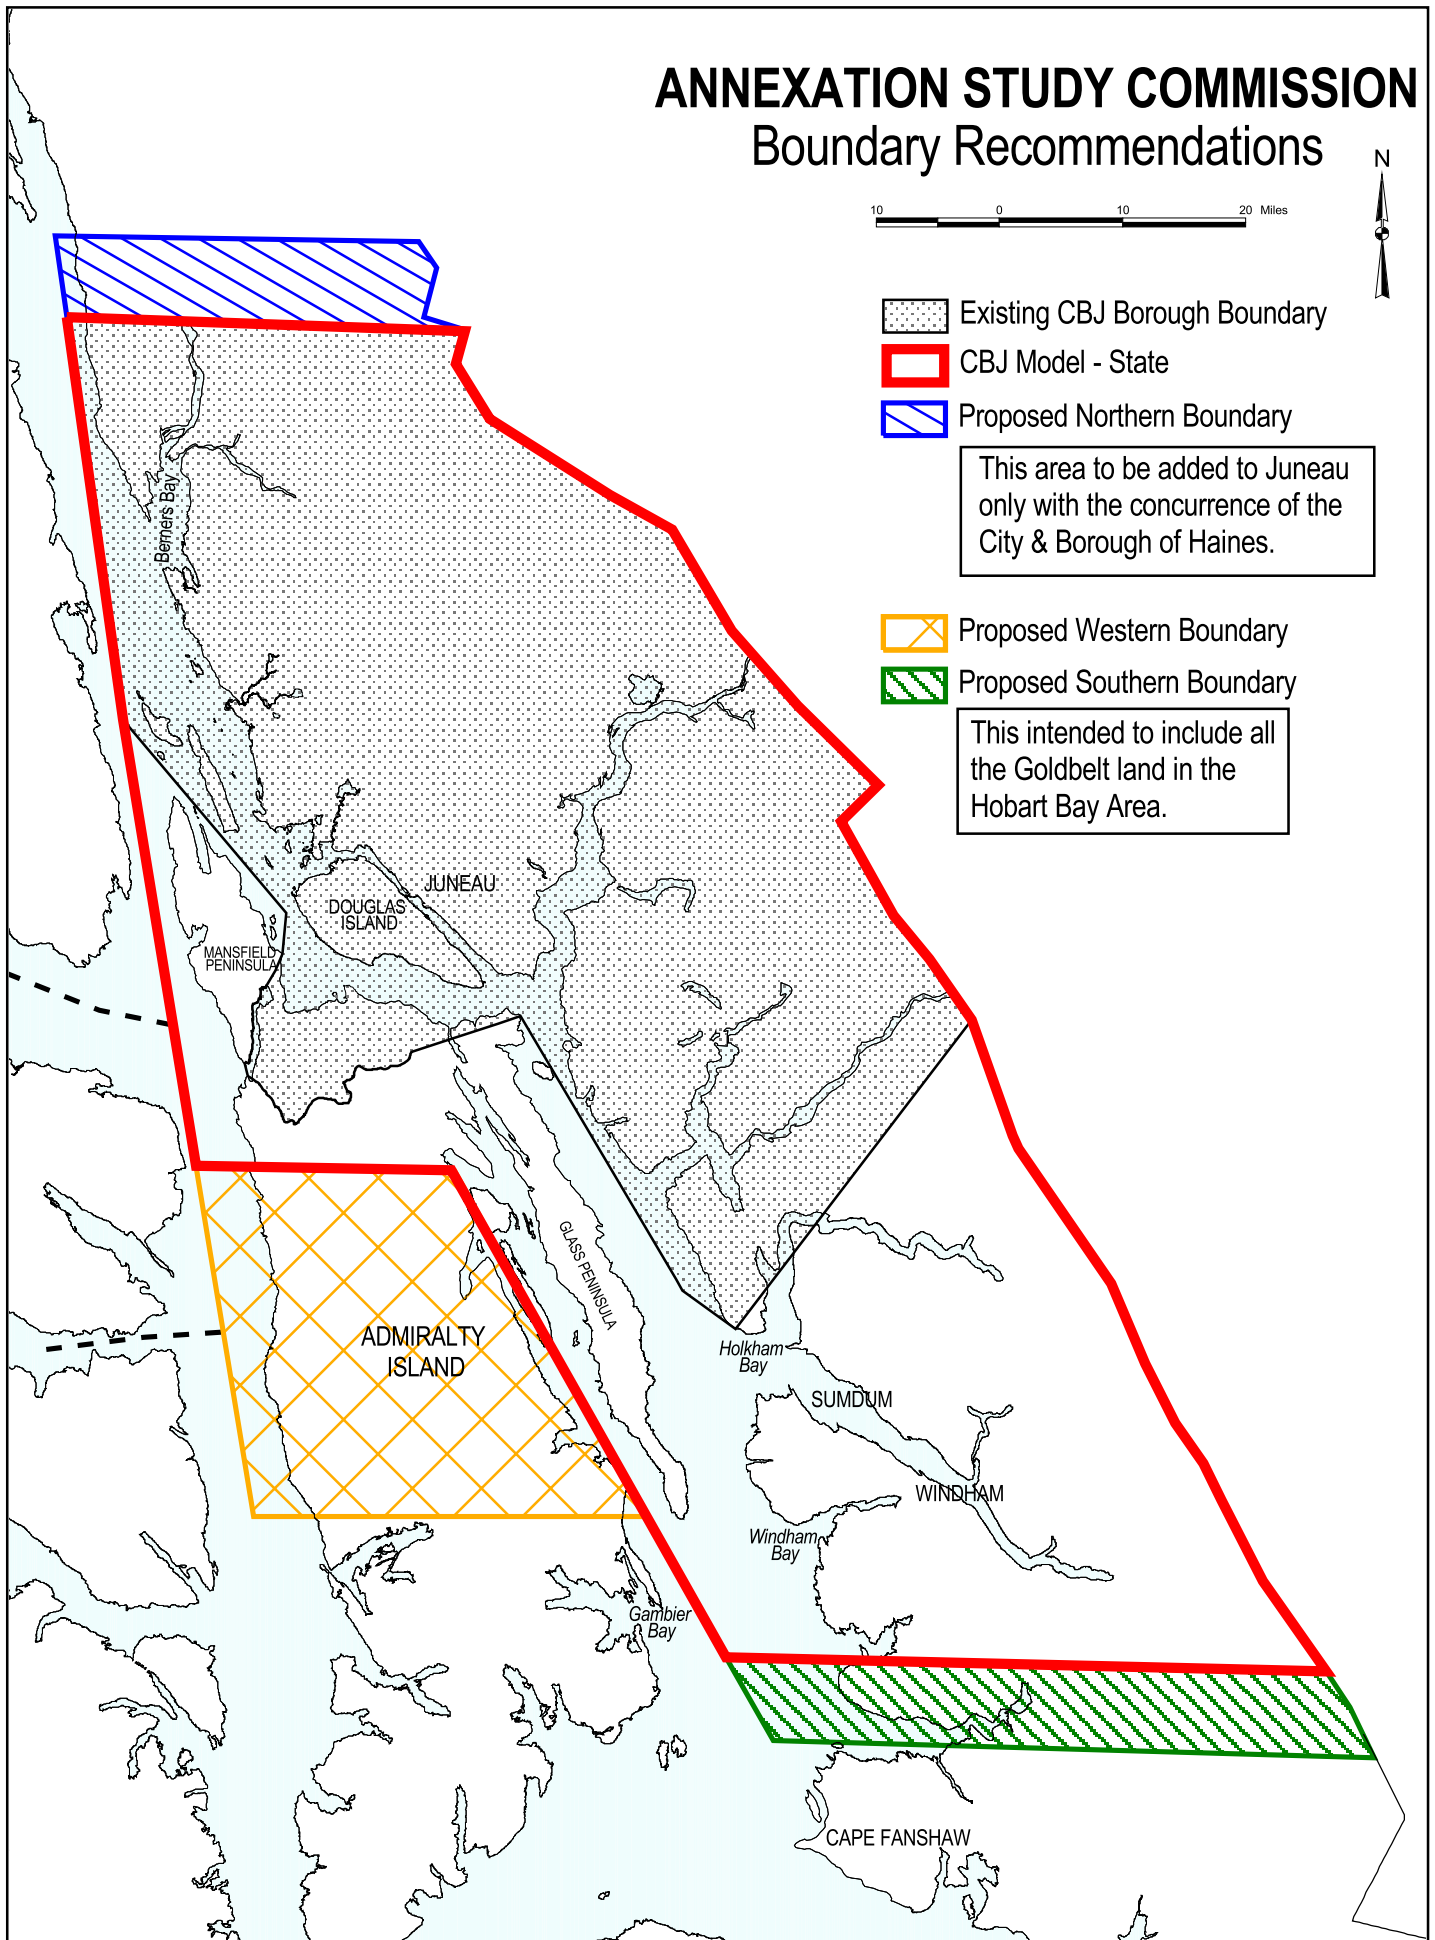 ANNEXATION STUDY COMMISSION
Boundary Recommendations
N
10 0 10 20 Miles
Existing CBJ Borough Boundary
CBJ Model - State
Proposed Northern Boundary
This area to be added to Juneau
only with the concurrence of the
City & Borough of Haines.
Proposed Western Boundary
Proposed Southern Boundary
This intended to include all
the Goldbelt land in the
Hobart Bay Area.
Berners Bay
JUNEAU
DOUGLAS
ISLAND
MANSFIELD
PENINSULA
GLASS PENINSULA
ADMIRALTY
ISLAND
Holkham
Bay
SUMDUM
WINDHAM
Windham
Bay
Gambier
Bay
CAPE FANSHAW